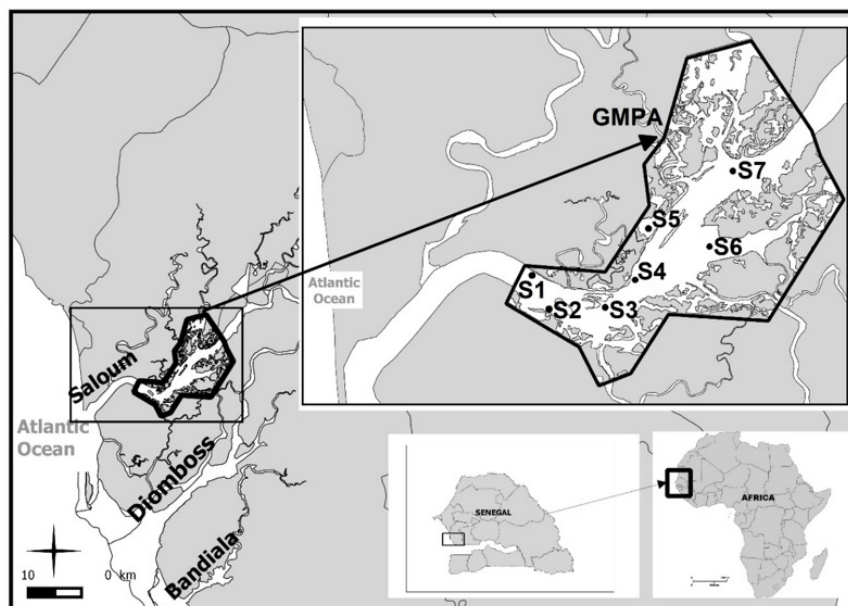 GMPA
S7
S5
S6
S4
S1
S2
S3
Atlantic
Ocean
Saloum
Atlantic
Ocean
Diomboss
Bandiala
10 0 km
SENEGAL
AFRICA